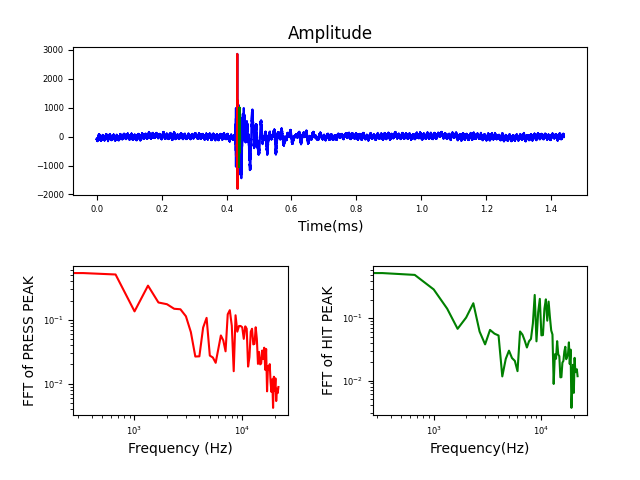 Amplitude
3000
2000
1000
0
−1000
−2000
0.0 0.2 0.4 0.6 0.8 1.0 1.2 1.4
Time(ms)
FFT of PRESS PEAK
10⁻¹
10⁻²
10³ 10⁴
Frequency (Hz)
FFT of HIT PEAK
10⁻¹
10⁻²
10³ 10⁴
Frequency(Hz)